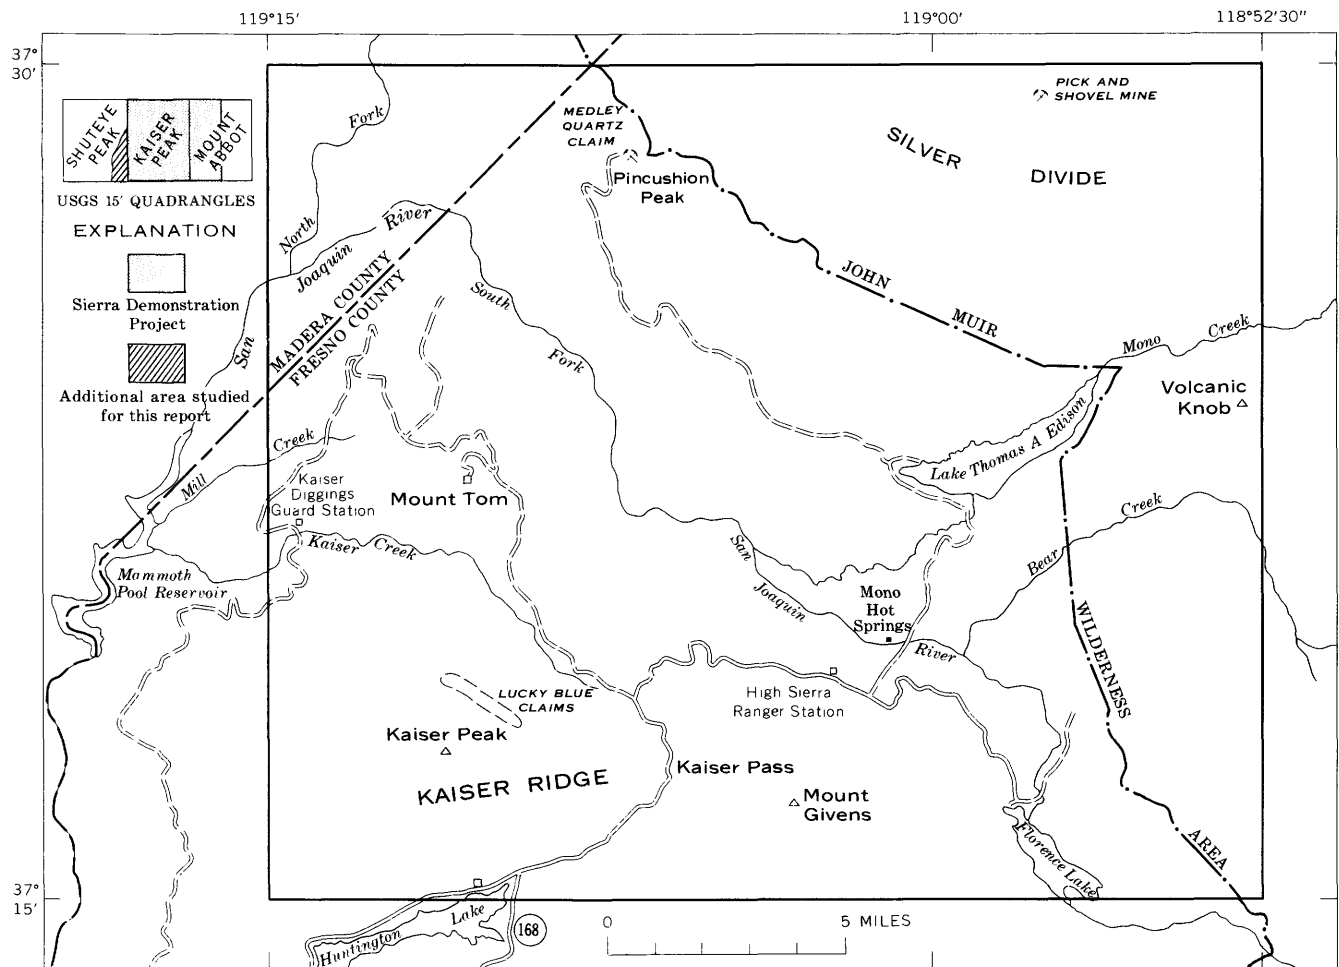 119°15′
119°00′
118°52′30″
37°
30′
PICK AND
SHOVEL MINE
MEDLEY
QUARTZ
CLAIM
Fork
SHUTEYE
PEAK
KAISER
PEAK
MOUNT
ABBOT
SILVER
DIVIDE
Pincushion
Peak
USGS 15′ QUADRANGLES
EXPLANATION
North
Joaquin River
Sierra Demonstration
Project
MADERA COUNTY
FRESNO COUNTY
JOHN
South
San
MUIR
Mono Creek
Fork
Additional area studied
for this report
Volcanic
Knob
Creek
Mill
Lake Thomas A Edison
Kaiser
Diggings
Guard Station
Mount Tom
Creek
Kaiser Creek
San
Bear
Mammoth
Pool Reservoir
Joaquin
Mono
Hot
Springs
WILDERNESS
River
LUCKY BLUE
CLAIMS
High Sierra
Ranger Station
Kaiser Peak
KAISER RIDGE
Kaiser Pass
Mount
Givens
Florence Lake
AREA
37°
15′
Lake
Huntington
168
0
5 MILES